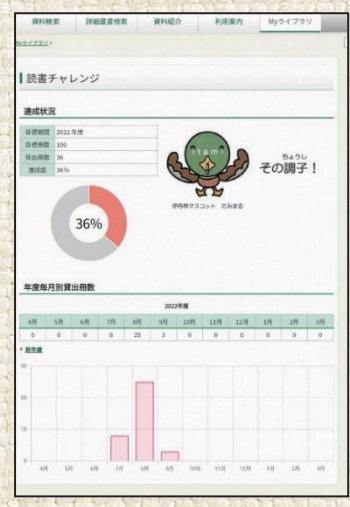 資料検索 詳細蔵書検索 資料紹介 利用案内 Myライブラリ
Myライブラリ >
読書チャレンジ
達成状況
目標期間 2022 年度
目標冊数 100
貸出冊数 36
達成度 36%
itami
ちょうし
その調子！
伊丹市マスコット たみまる
36%
年度毎月別貸出冊数
2022年度
4月 5月 6月 7月 8月 9月 10月 11月 12月 1月 2月 3月
0 0 0 8 25 3 0 0 0 0 0 0
前年度
30
20
10
0
4月 5月 6月 7月 8月 9月 10月 11月 12月 1月 2月 3月